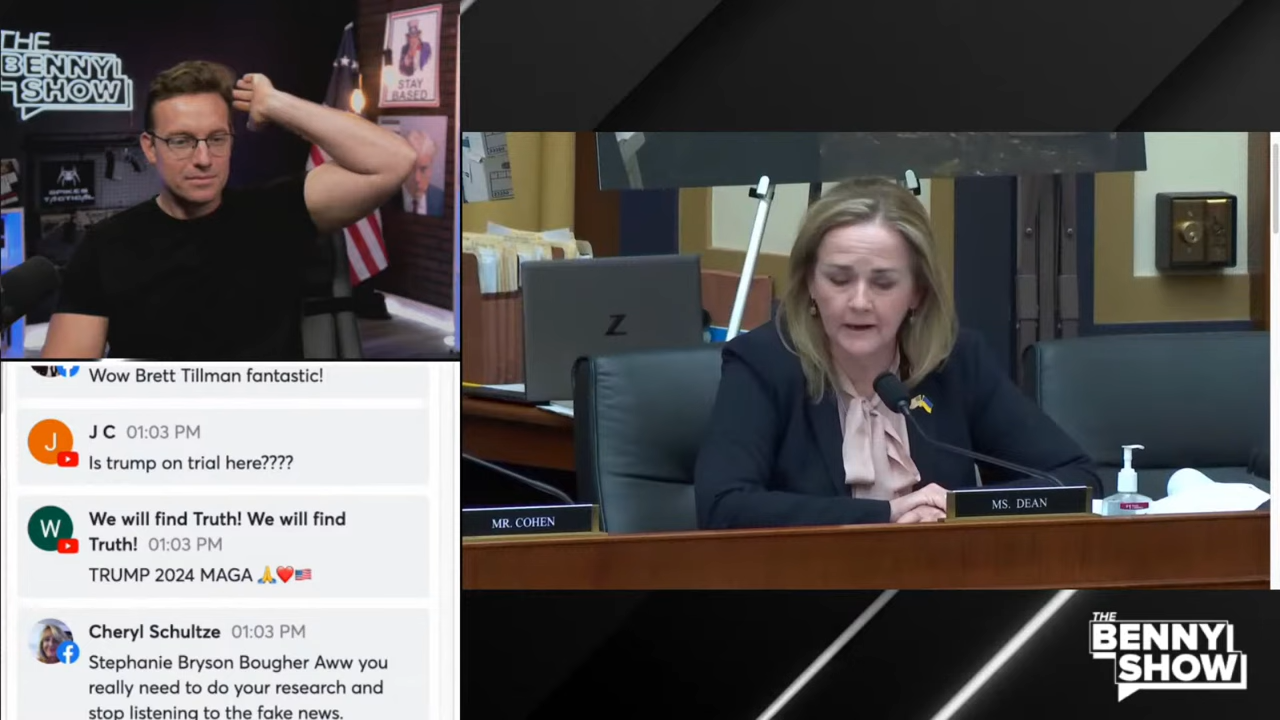 THE
BENNY
SHOW
STAY
BASED
SPIKE'S
TACTICAL
Wow Brett Tillman fantastic!
J
J C 01:03 PM
Is trump on trial here????
W
We will find Truth! We will find
Truth! 01:03 PM
TRUMP 2024 MAGA 🙏❤️🇺🇸
Cheryl Schultze 01:03 PM
Stephanie Bryson Bougher Aww you
really need to do your research and
stop listening to the fake news.
Z
MR. COHEN
MS. DEAN
THE
BENNY
SHOW